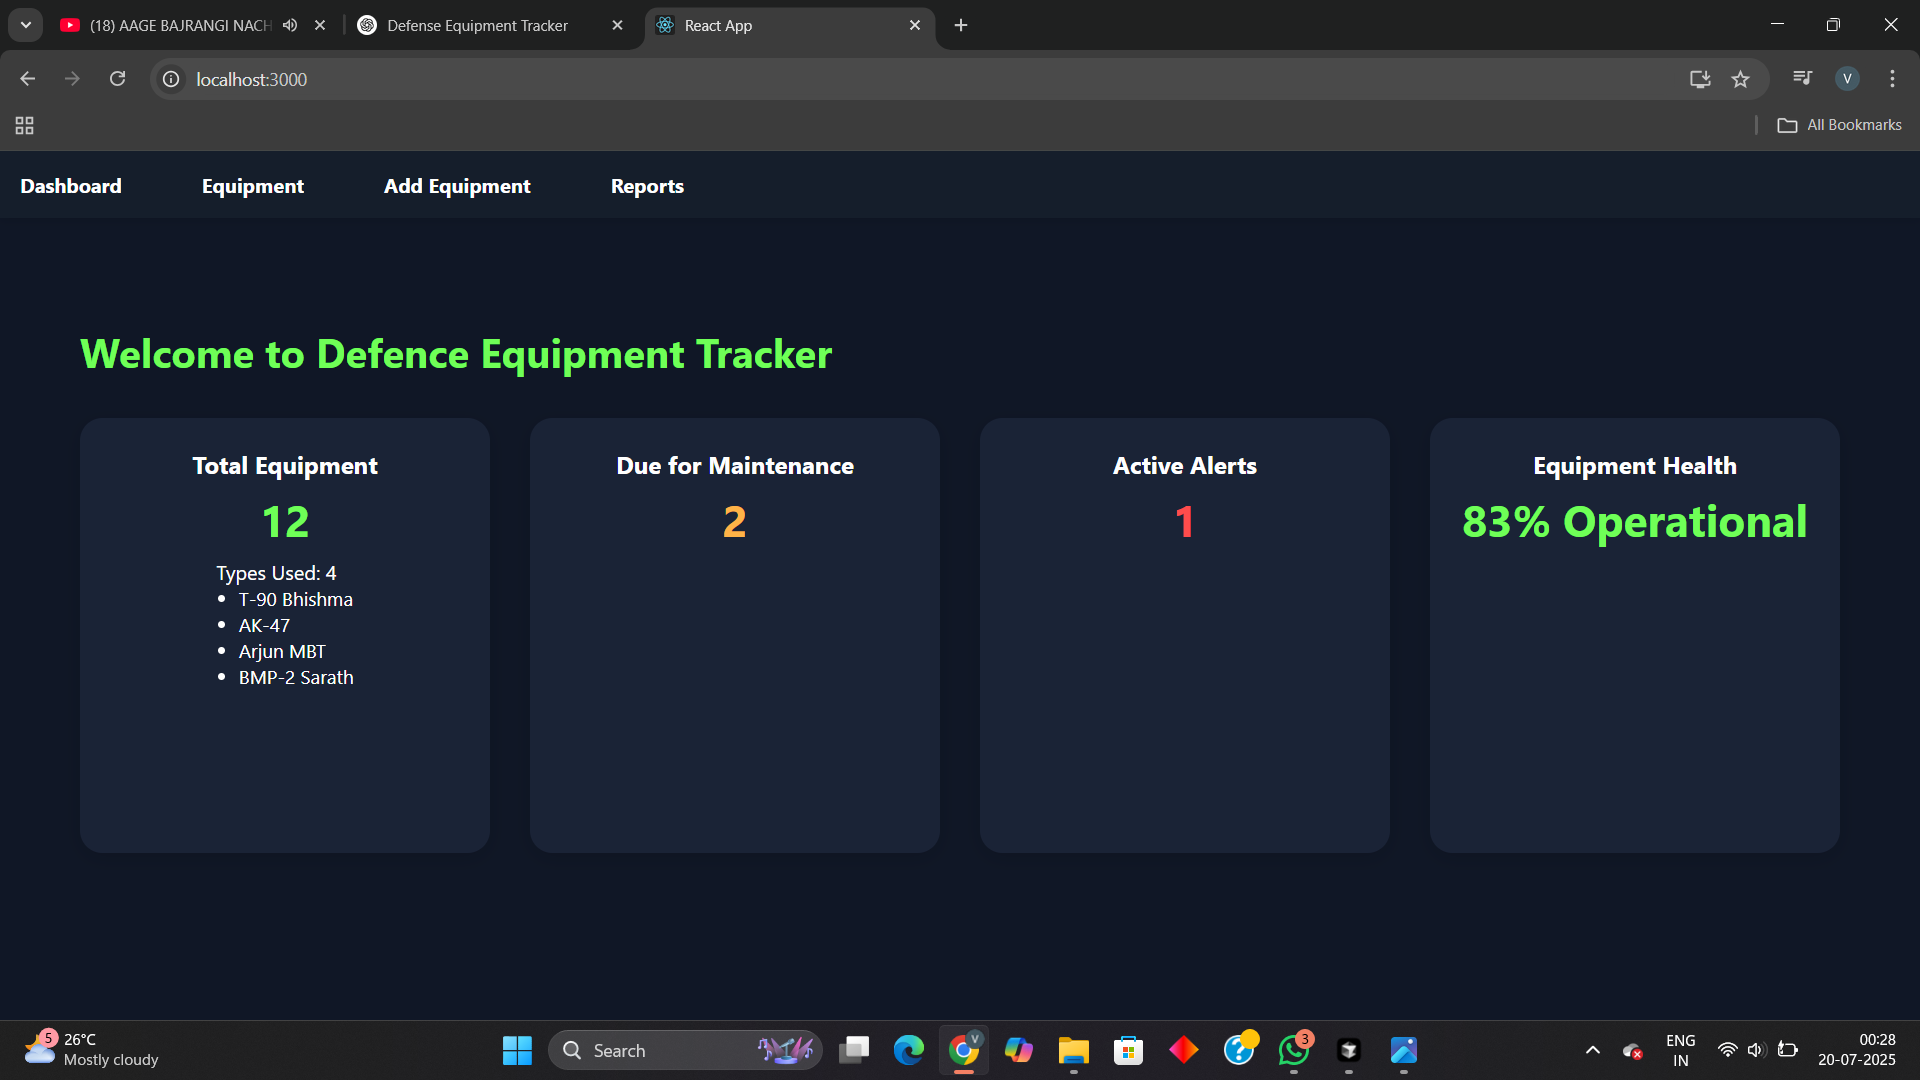 (18) AAGE BAJRANGI NACH
Defense Equipment Tracker
React App
localhost:3000
V
All Bookmarks
Dashboard
Equipment
Add Equipment
Reports
Welcome to Defence Equipment Tracker
Total Equipment
12
Types Used: 4
• T-90 Bhishma
• AK-47
• Arjun MBT
• BMP-2 Sarath
Due for Maintenance
2
Active Alerts
1
Equipment Health
83% Operational
5
26°C
Mostly cloudy
Search
V
3
ENG
IN
00:28
20-07-2025